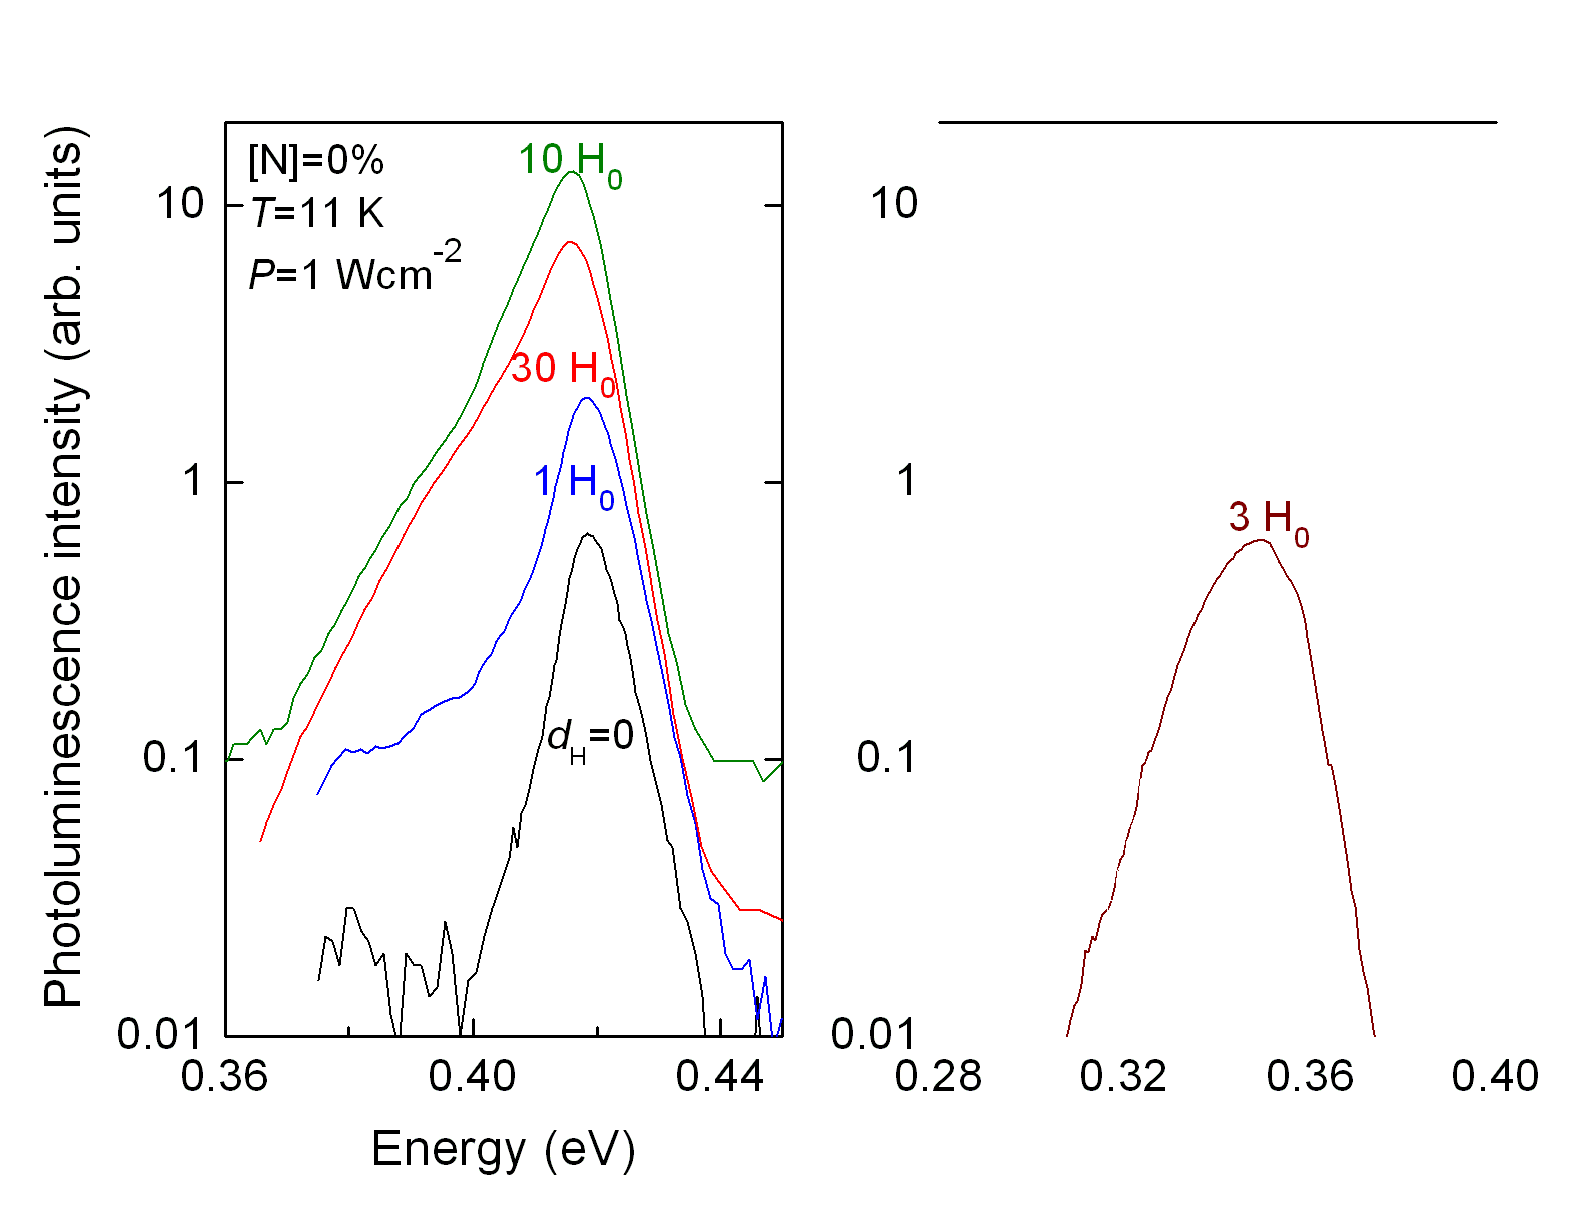 Photoluminescence intensity (arb. units)
[N]=0%
T=11 K
P=1 Wcm-2
10 H0
30 H0
1 H0
dH=0
10
1
0.1
0.01
0.36
0.40
0.44
Energy (eV)
10
1
0.1
0.01
3 H0
0.28
0.32
0.36
0.40